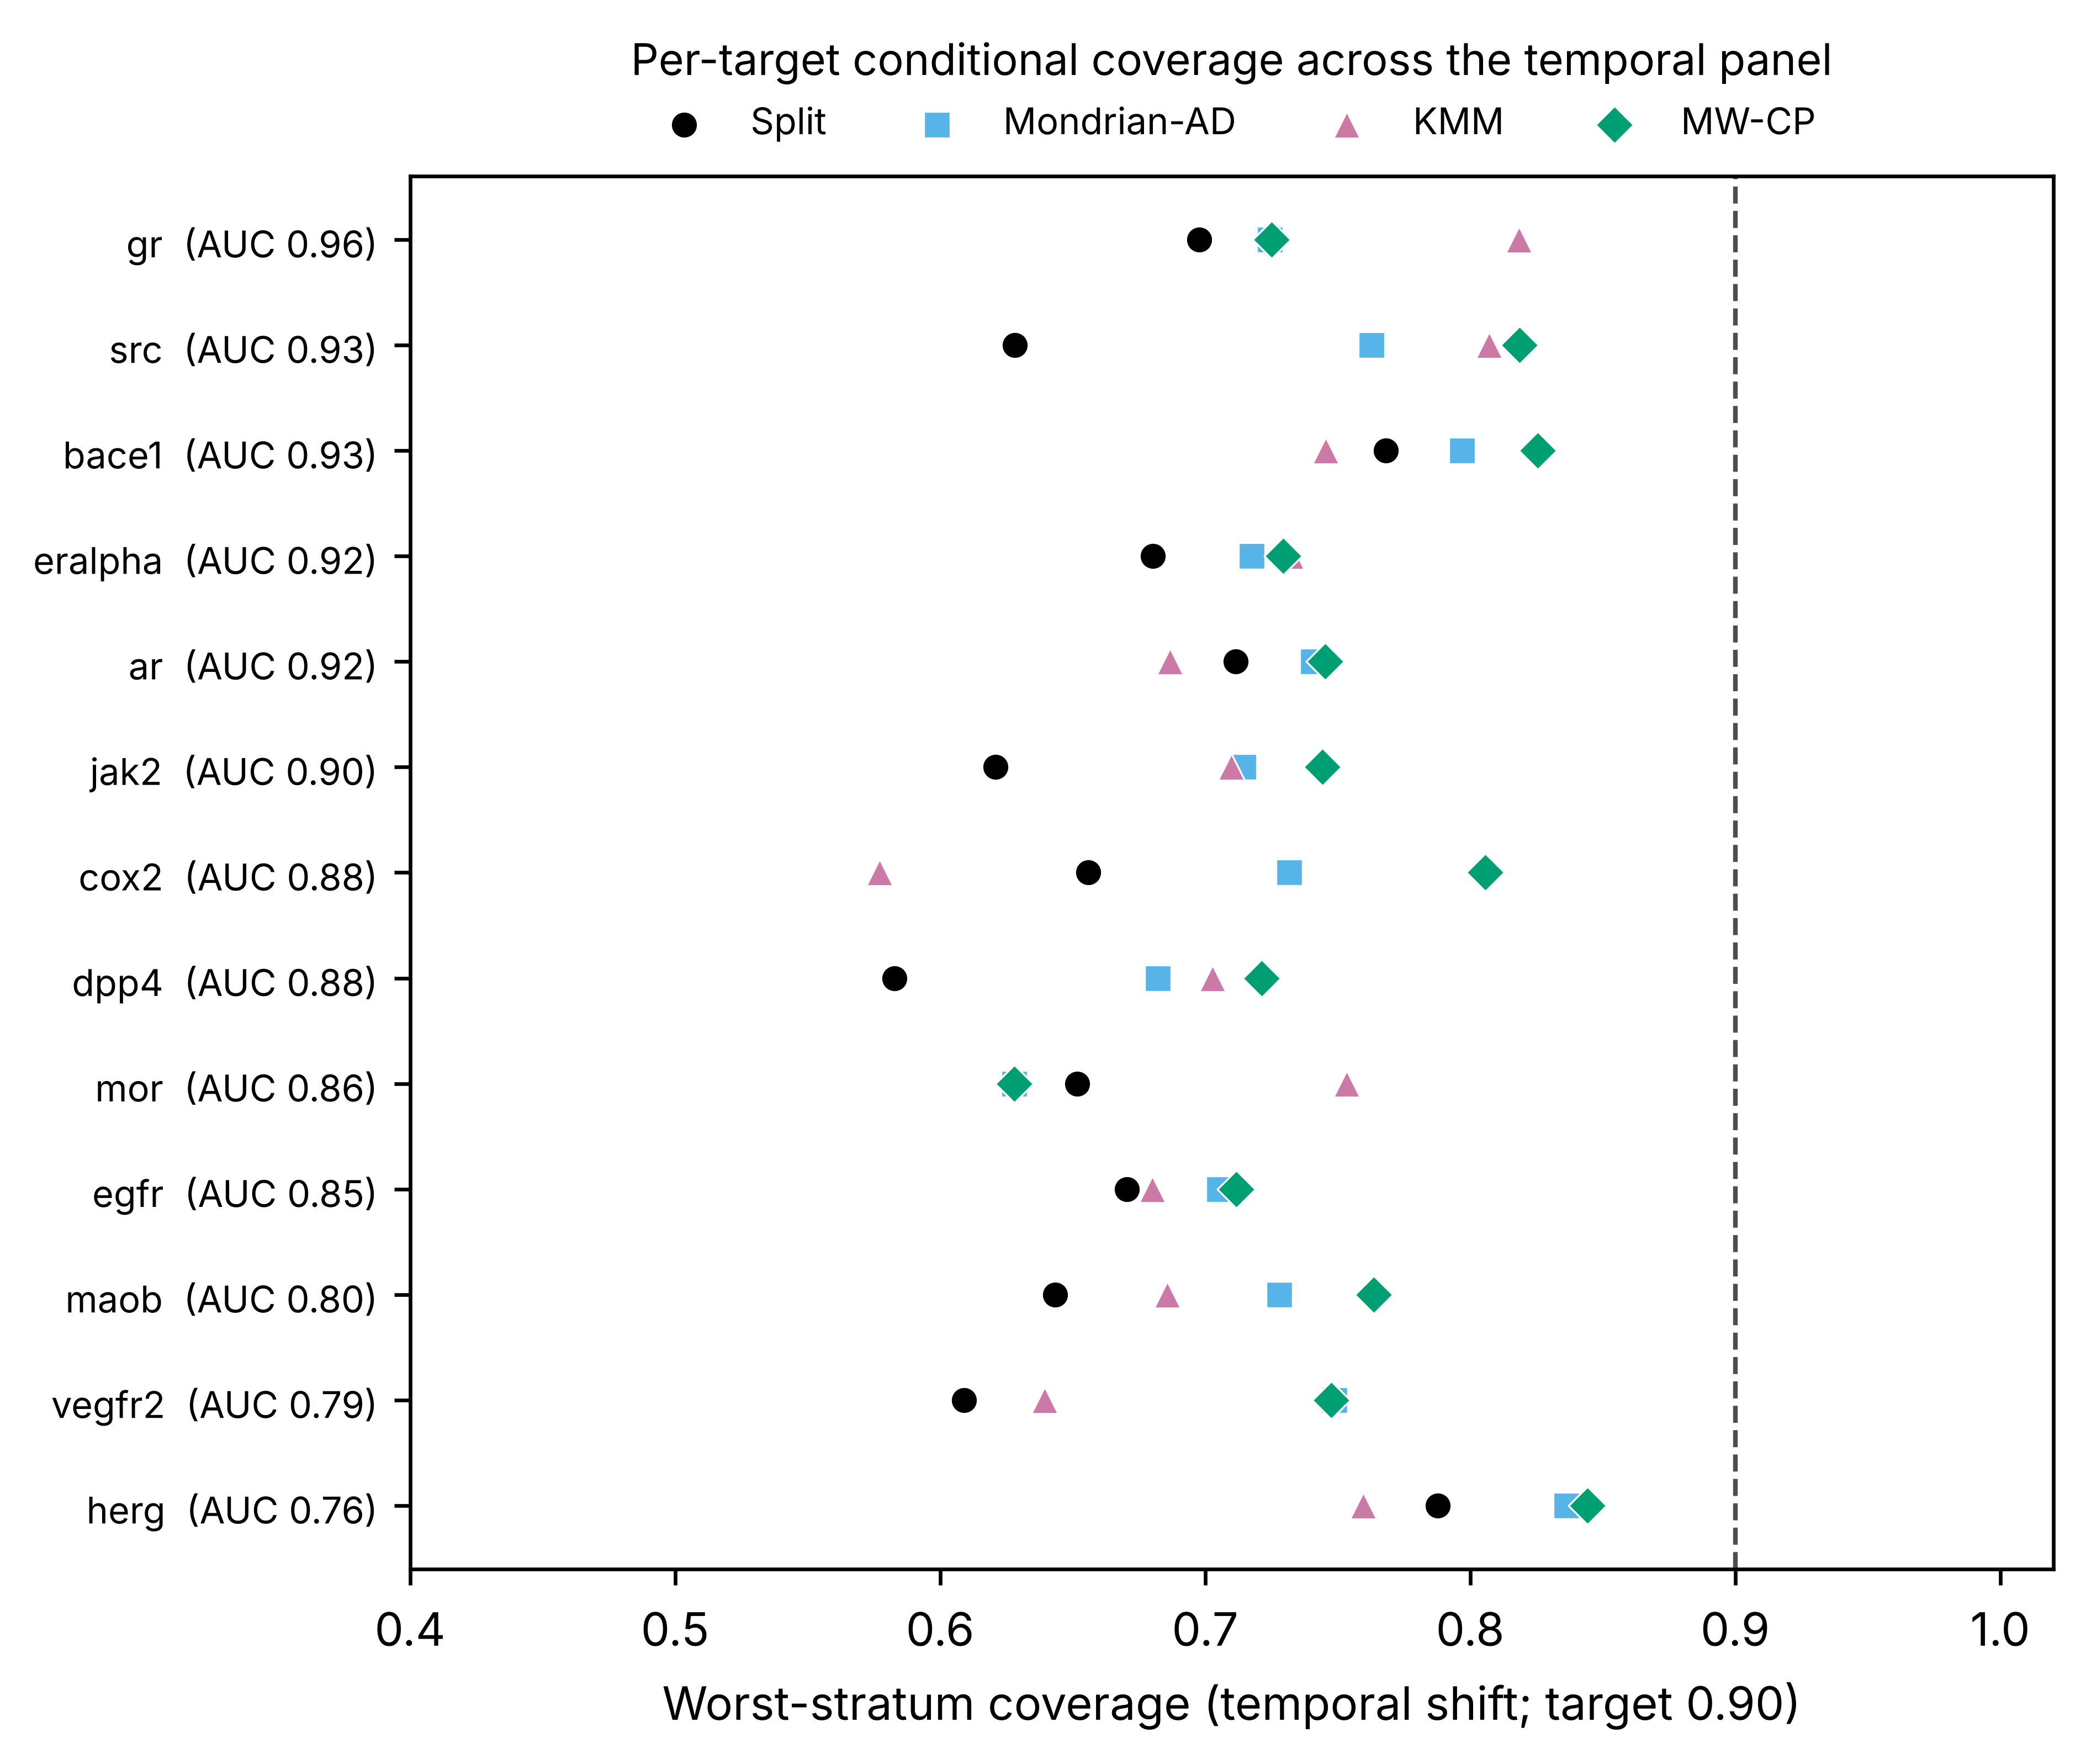 Per-target conditional coverage across the temporal panel
Split Mondrian-AD KMM MW-CP
gr (AUC 0.96)
src (AUC 0.93)
bace1 (AUC 0.93)
eralpha (AUC 0.92)
ar (AUC 0.92)
jak2 (AUC 0.90)
cox2 (AUC 0.88)
dpp4 (AUC 0.88)
mor (AUC 0.86)
egfr (AUC 0.85)
maob (AUC 0.80)
vegfr2 (AUC 0.79)
herg (AUC 0.76)
0.4 0.5 0.6 0.7 0.8 0.9 1.0
Worst-stratum coverage (temporal shift; target 0.90)